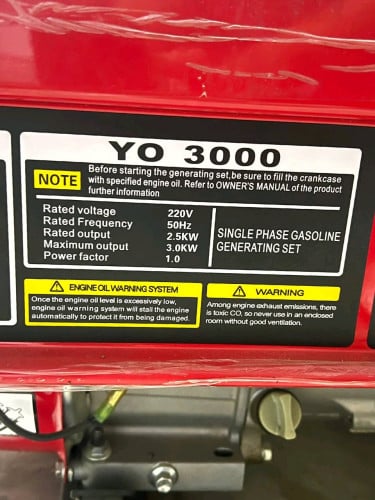 YO 3000
NOTE
Before starting the generating set,be sure to fill the crankcase
with specified engine oil. Refer to OWNER'S MANUAL of the product
further information
Rated voltage 220V
Rated Frequency 50Hz
Rated output 2.5KW
Maximum output 3.0KW
Power factor 1.0
SINGLE PHASE GASOLINE
GENERATING SET
ENGINE OIL WARNING SYSTEM
Once the engine oil level is excessively low,
engine oil warning system will stall the engine
automatically to protect it from being damaged.
WARNING
Among engine exhaust emissions, there
is toxic CO, so never use in an enclosed
room without good ventilation.